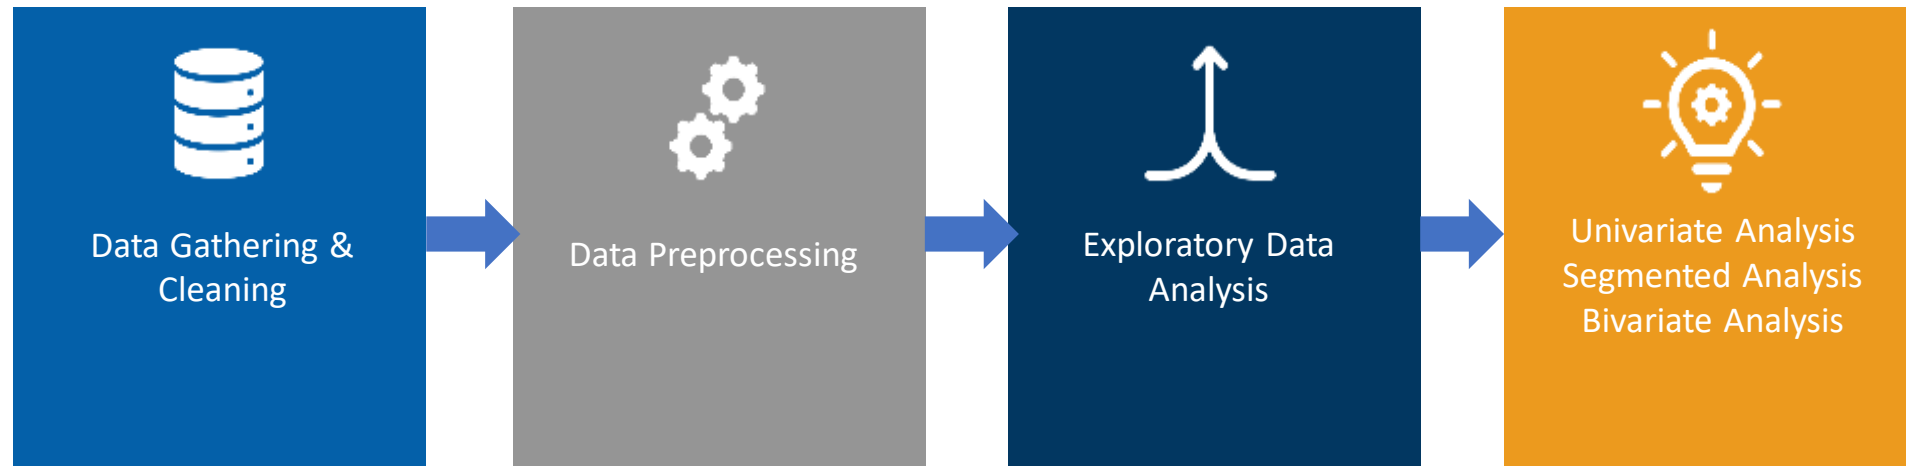 Data Gathering &
Cleaning
Data Preprocessing
Exploratory Data
Analysis
Univariate Analysis
Segmented Analysis
Bivariate Analysis